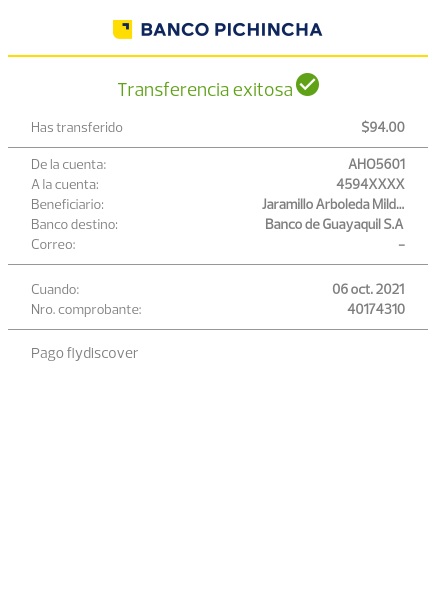 BANCO PICHINCHA
Transferencia exitosa
Has transferido $94.00
De la cuenta: AHO5601
A la cuenta: 4594XXXX
Beneficiario: Jaramillo Arboleda Mild...
Banco destino: Banco de Guayaquil S.A
Correo: –
Cuando: 06 oct. 2021
Nro. comprobante: 40174310
Pago flydIscover